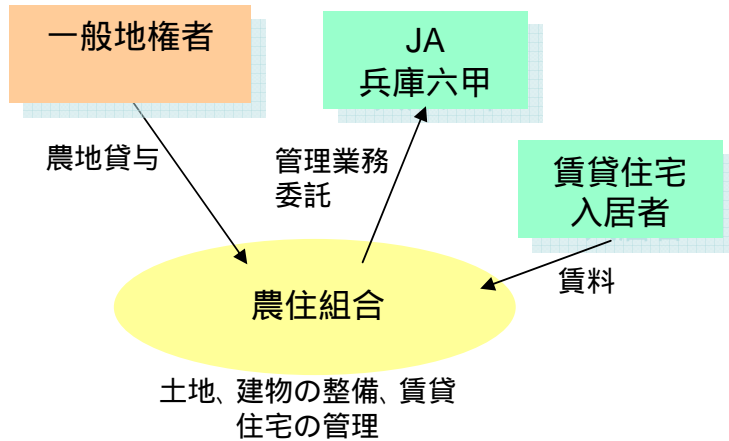 一般地権者
JA
兵庫六甲
農地貸与
管理業務
委託
賃貸住宅
入居者
賃料
農住組合
土地、建物の整備、賃貸
住宅の管理